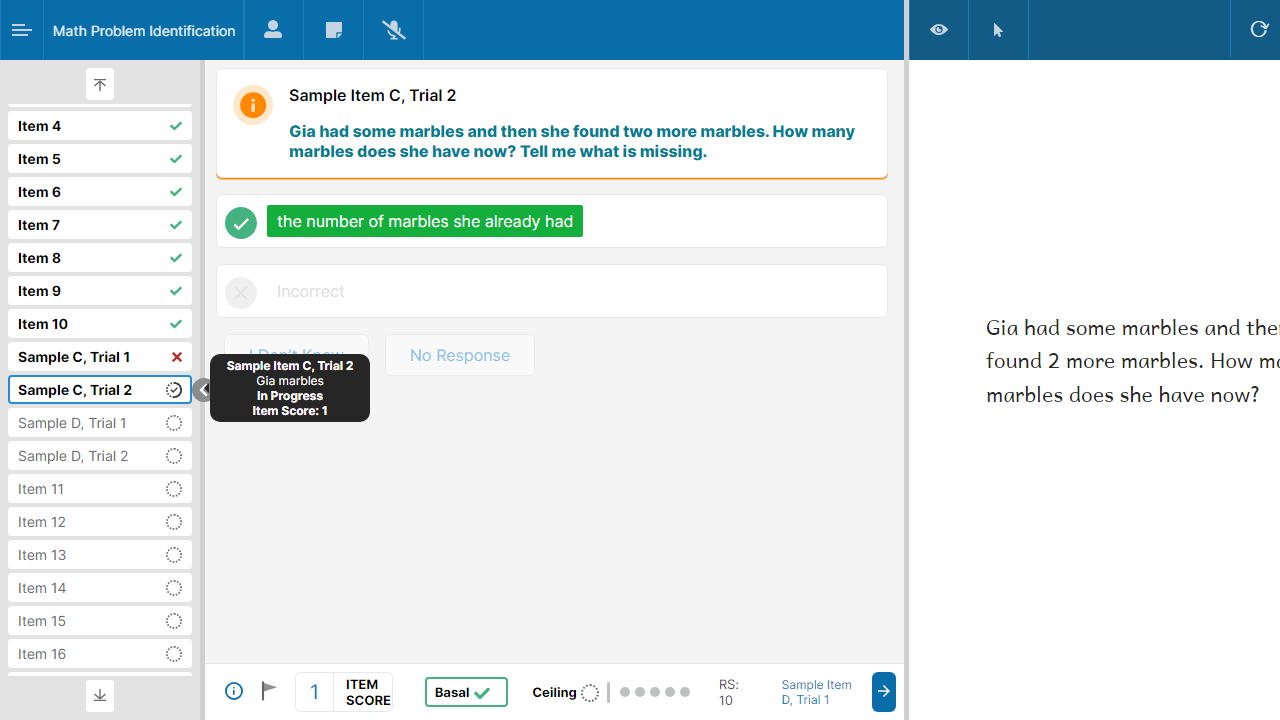 Math Problem Identification
Item 4
Item 5
Item 6
Item 7
Item 8
Item 9
Item 10
Sample C, Trial 1
Sample C, Trial 2
Sample D, Trial 1
Sample D, Trial 2
Item 11
Item 12
Item 13
Item 14
Item 15
Item 16
Sample Item C, Trial 2
Gia had some marbles and then she found two more marbles. How many
marbles does she have now? Tell me what is missing.
the number of marbles she already had
Incorrect
I Don't Know
No Response
Sample Item C, Trial 2
Gia marbles
In Progress
Item Score: 1
1
ITEM
SCORE
Basal
Ceiling
RS:
10
Sample Item
D, Trial 1
Gia had some marbles and
found 2 more marbles. How
marbles does she have now?